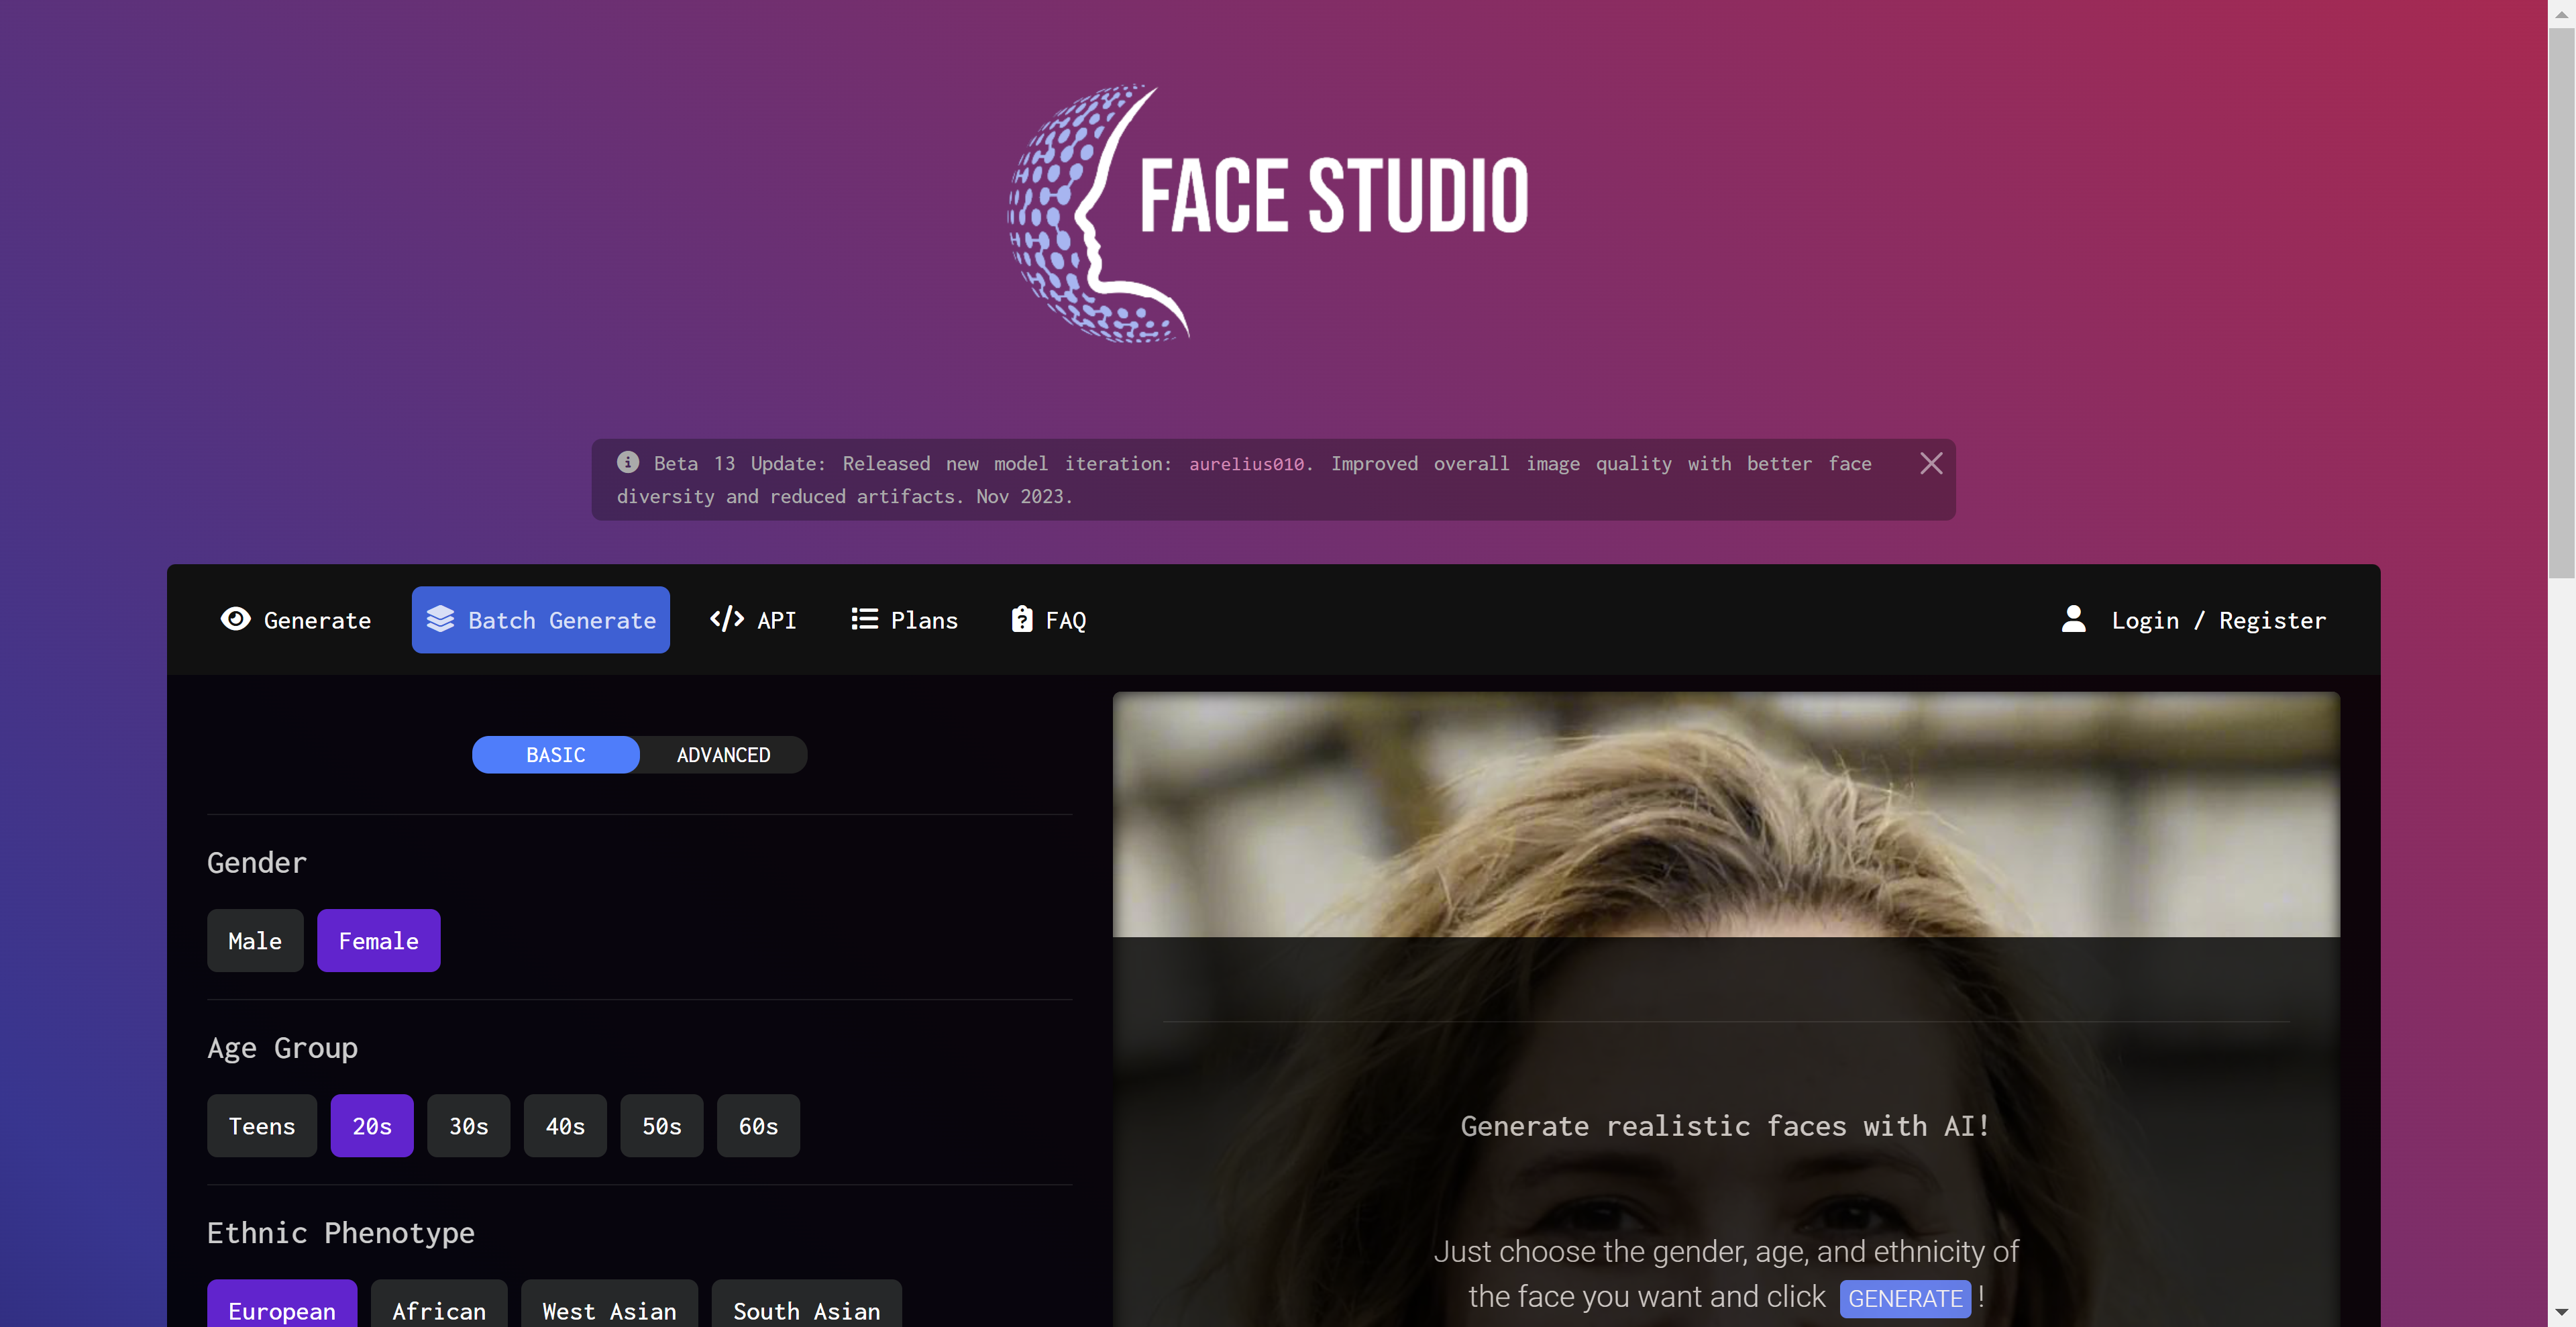 FACE STUDIO
Beta 13 Update: Released new model iteration: aurelius010. Improved overall image quality with better face
diversity and reduced artifacts. Nov 2023.
Generate
Batch Generate
API
Plans
FAQ
Login / Register
BASIC
ADVANCED
Gender
Male
Female
Age Group
Teens
20s
30s
40s
50s
60s
Ethnic Phenotype
European
African
West Asian
South Asian
Generate realistic faces with AI!
Just choose the gender, age, and ethnicity of
the face you want and click GENERATE !